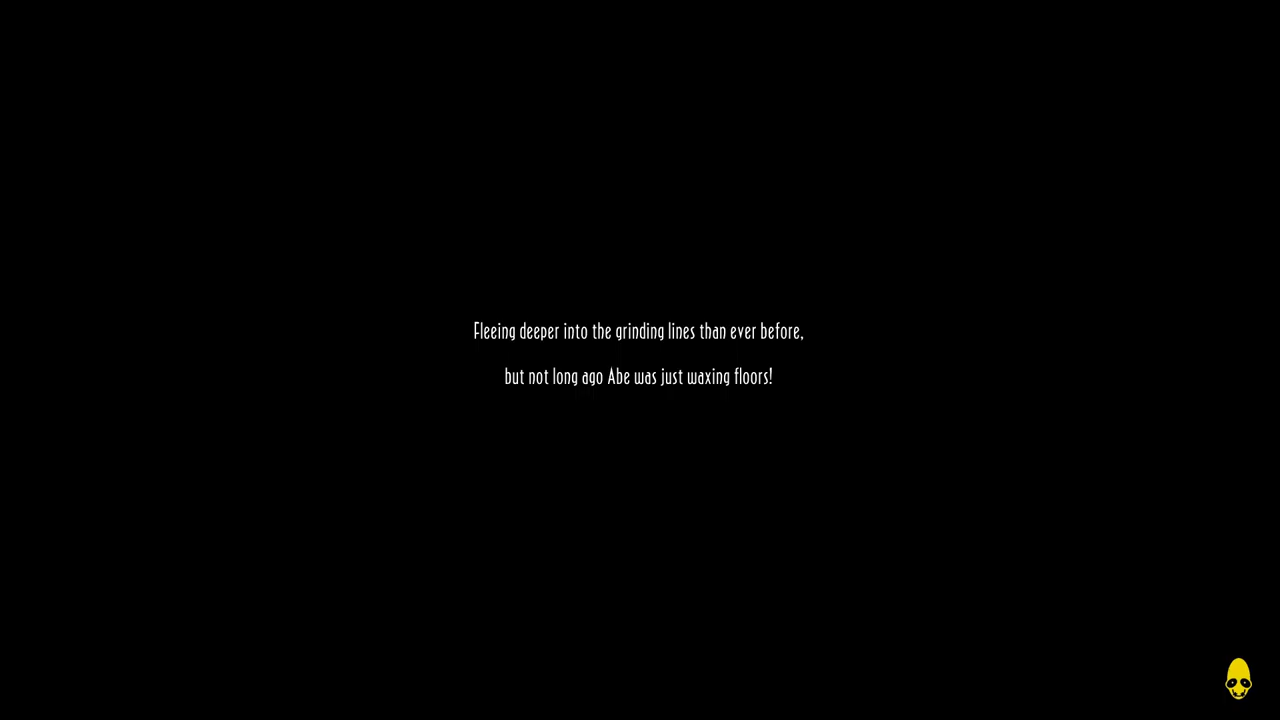 Fleeing deeper into the grinding lines than ever before,
but not long ago Abe was just waxing floors!